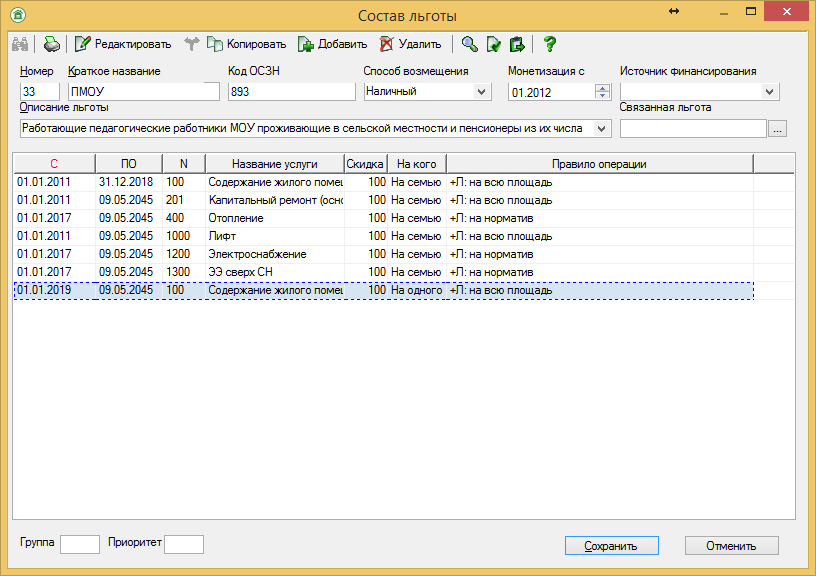 Состав льготы
Редактировать Копировать Добавить Удалить
Номер Краткое название Код ОСЗН Способ возмещения Монетизация с Источник финансирования
33 ПМОУ 893 Наличный 01.2012
Описание льготы Связанная льгота
Работающие педагогические работники МОУ проживающие в сельской местности и пенсионеры из их числа ...
С ПО N Название услуги Скидка На кого Правило операции
01.01.2011 31.12.2018 100 Содержание жилого помец 100 На семью +Л: на всю площадь
01.01.2011 09.05.2045 201 Капитальный ремонт (осно 100 На семью +Л: на всю площадь
01.01.2017 09.05.2045 400 Отопление 100 На семью +Л: на норматив
01.01.2011 09.05.2045 1000 Лифт 100 На семью +Л: на всю площадь
01.01.2017 09.05.2045 1200 Электроснабжение 100 На семью +Л: на норматив
01.01.2017 09.05.2045 1300 ЭЭ сверх СН 100 На семью +Л: на норматив
01.01.2019 09.05.2045 100 Содержание жилого помец 100 На одного +Л: на всю площадь
Группа Приоритет Сохранить Отменить